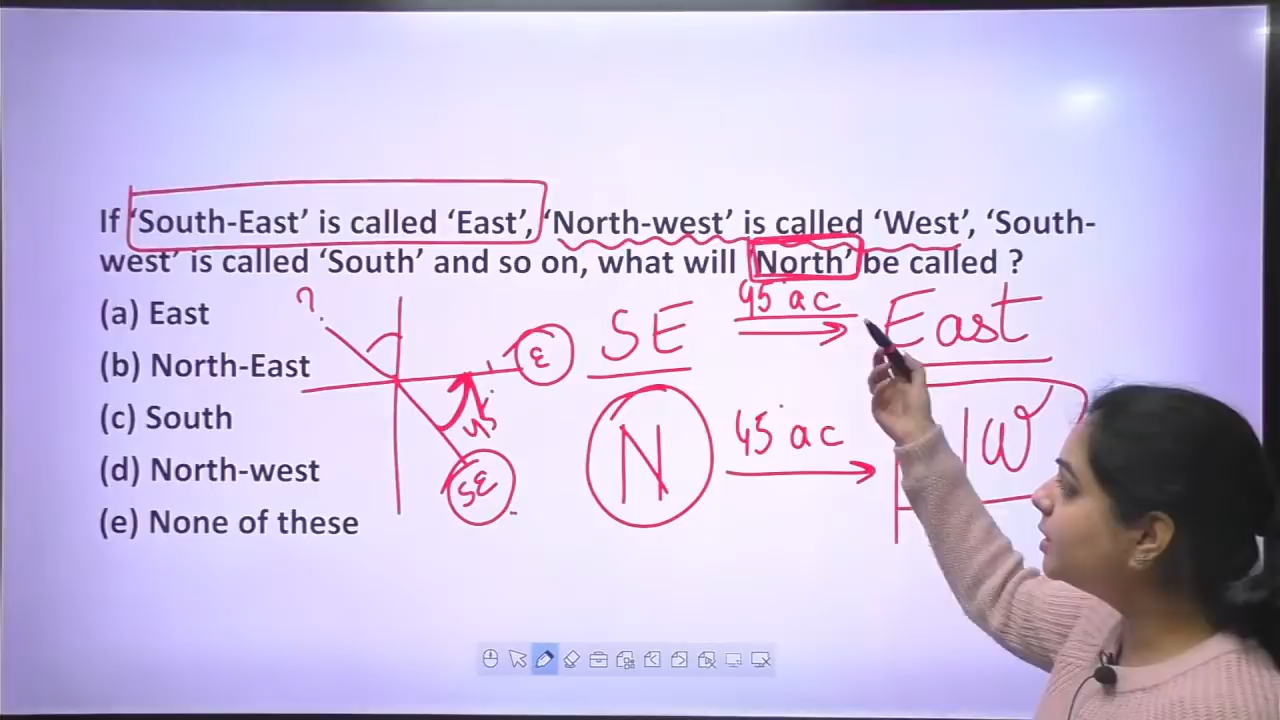 If ‘South-East’ is called ‘East’, ‘North-west’ is called ‘West’, ‘South-
west’ is called ‘South’ and so on, what will ‘North’ be called ?
(a) East
(b) North-East
(c) South
(d) North-west
(e) None of these
?
E
45°
SE
SE 45° ac East
N 45° ac NW